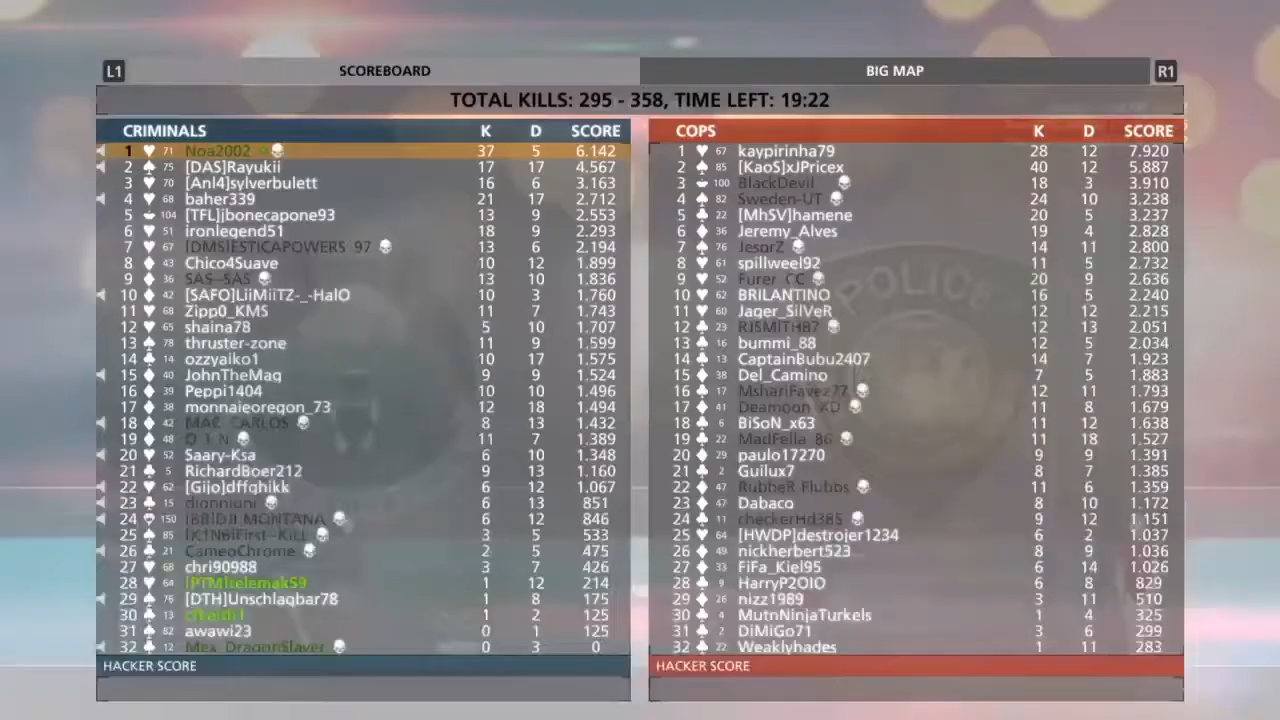 L1 SCOREBOARD BIG MAP R1
TOTAL KILLS: 295 - 358, TIME LEFT: 19:22
CRIMINALS K D SCORE
1 71 Noa2002 37 5 6.142
2 75 [DAS]Rayukii 17 17 4.567
3 70 [Anl4]sylverbulett 16 6 3.163
4 68 baher339 21 17 2.712
5 104 [TFL]jbonecapone93 13 9 2.553
6 51 ironlegend51 18 9 2.293
7 67 [DMS]ESTICAPOWERS_97 13 6 2.194
8 43 Chico4Suave 10 12 1.899
9 36 SAS-SAS 13 10 1.836
10 42 [SAFO]LiiMiiTZ-_-HalO 10 3 1.760
11 68 Zipp0_KMS 11 7 1.743
12 65 shaina78 5 10 1.707
13 78 thruster-zone 11 9 1.599
14 14 ozzyaiko1 10 17 1.575
15 40 JohnTheMag 9 9 1.524
16 39 Peppi1404 10 10 1.496
17 38 monnaieoregon_73 12 18 1.494
18 42 MAC_CARLOS 8 13 1.432
19 48 11 7 1.389
20 52 Saary-Ksa 6 10 1.348
21 5 RichardBoer212 9 13 1.160
22 62 [Gijo]dffghikk 6 12 1.067
23 15 6 13 851
24 150 6 12 846
25 85 3 5 533
26 21 CameoChrome 2 5 475
27 68 chri90988 3 7 426
28 64 [PTM]telemak59 1 12 214
29 76 [DTH]Unschlagbar78 1 8 175
30 13 1 2 125
31 82 awawi23 0 1 125
32 12 Mex_DragonSlayer 0 3 0
HACKER SCORE
COPS K D SCORE
1 67 kaypirinha79 28 12 7.920
2 85 [KaoS]xJPricex 40 12 5.887
3 100 BlackDevil 18 3 3.910
4 82 Sweden-UT 24 10 3.238
5 22 [MhSV]hamene 20 5 3.237
6 36 Jeremy_Alves 19 4 2.828
7 76 JesorZ 14 11 2.800
8 61 spillweel92 11 5 2.732
9 52 Furer_CC 20 9 2.636
10 62 BRILANTINO 16 5 2.240
11 60 Jager_SilVeR 12 12 2.215
12 23 RJSMITH87 12 13 2.051
13 16 bummi_88 12 5 2.034
14 13 CaptainBubu2407 14 7 1.923
15 38 Del_Camino 7 5 1.883
16 17 MshariFavez77 12 11 1.793
17 41 Deamoon_AD 11 8 1.679
18 6 BiSoN_x63 11 12 1.638
19 22 MadFella_86 11 18 1.527
20 29 paulo17270 9 9 1.391
21 2 Guilux7 8 7 1.385
22 47 RubbeR_Flubbs 11 6 1.359
23 47 Dabaco 8 10 1.172
24 11 checkerHd385 9 12 1.151
25 64 [HWDP]destrojer1234 6 2 1.037
26 49 nickherbert523 8 9 1.036
27 33 FiFa_Kiel95 6 14 1.026
28 9 HarryP2OIO 6 8 829
29 26 nizz1989 3 11 510
30 4 MutnNinjaTurkels 1 4 325
31 2 DiMiGo71 3 6 299
32 22 Weaklyhades 1 11 283
HACKER SCORE
POLICE